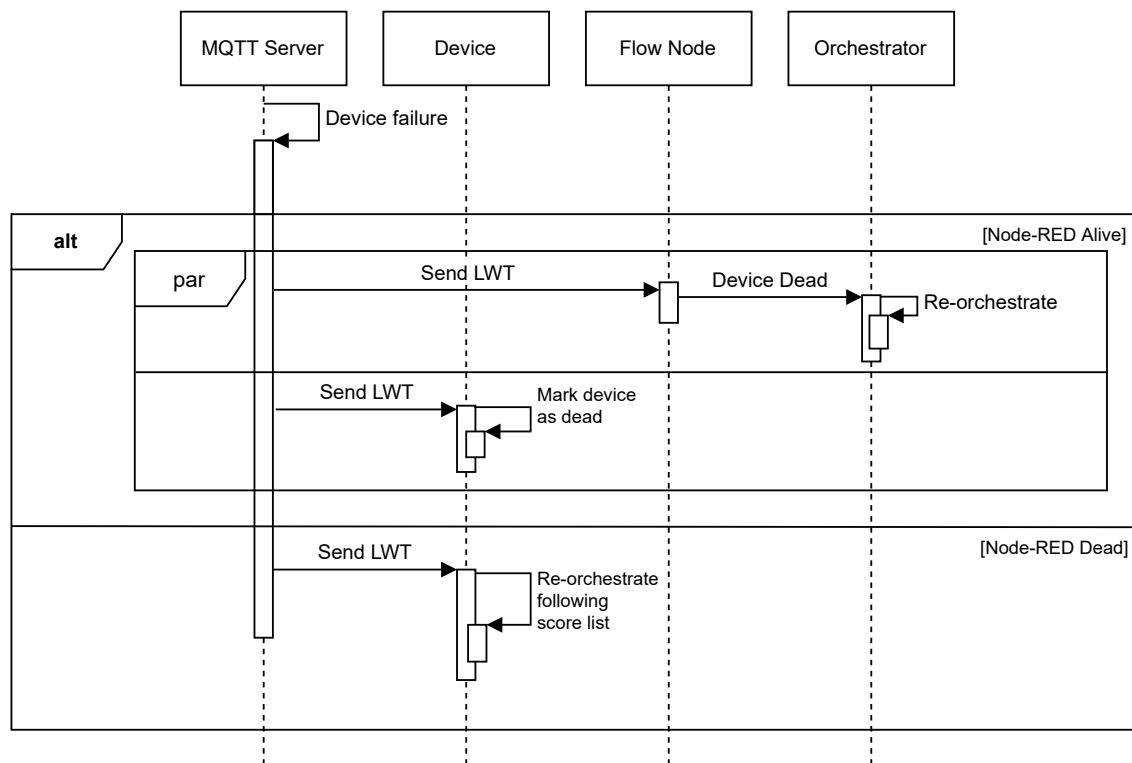 MQTT Server
Device
Flow Node
Orchestrator
Device failure
alt
[Node-RED Alive]
par
Send LWT
Device Dead
Re-orchestrate
Send LWT
Mark device
as dead
[Node-RED Dead]
Send LWT
Re-orchestrate
following
score list